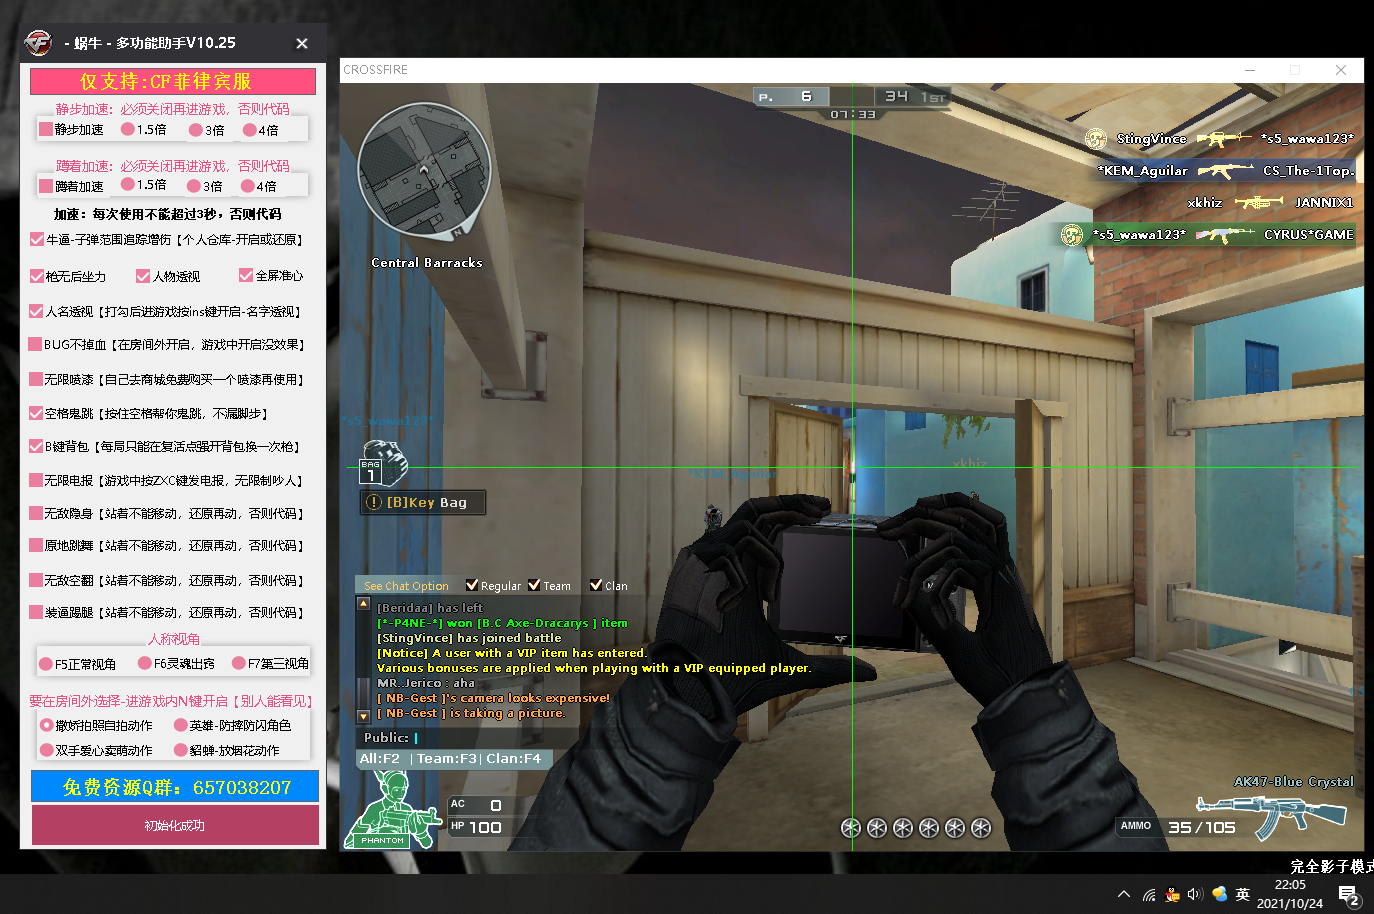 - 蜗牛 - 多功能助手V10.25
仅支持:CF菲律宾服
静步加速：必须关闭再进游戏，否则代码
静步加速 1.5倍 3倍 4倍
蹲着加速：必须关闭再进游戏，否则代码
蹲着加速 1.5倍 3倍 4倍
加速：每次使用不能超过3秒，否则代码
牛逼-子弹范围追踪增伤【个人仓库-开启或还原】
枪无后坐力 人物透视 全屏准心
人名透视【打勾后进游戏按ins键开启-名字透视】
BUG不掉血【在房间外开启，游戏中开启没效果】
无限喷漆【自己去商城免费购买一个喷漆再使用】
空格鬼跳【按住空格帮你鬼跳，不漏脚步】
B键背包【每局只能在复活点强开背包换一次枪】
无限电报【游戏中按ZXC键发电报，无限制吵人】
无敌隐身【站着不能移动，还原再动，否则代码】
原地跳舞【站着不能移动，还原再动，否则代码】
无敌空翻【站着不能移动，还原再动，否则代码】
装逼踢腿【站着不能移动，还原再动，否则代码】
人称视角
F5正常视角 F6灵魂出窍 F7第三视角
要在房间外选择-进游戏内N键开启【别人能看见】
撒娇拍照自拍动作 英雄-防摔防闪角色
双手爱心卖萌动作 貂蝉-放烟花动作
免费资源Q群：657038207
初始化成功
CROSSFIRE
P. 6 34 1ST
07:33
StingVince *s5_wawa123*
*KEM_Aguilar CS_The-1Top.
xkhiz JANNIX1
*s5_wawa123* CYRUS*GAME
N
Central Barracks
*s5_wawa123*
*KEM_Aguilar
xkhiz
BAG
1
[B]Key Bag
See Chat Option Regular Team Clan
[Beridaa] has left
[*-P4NE-*] won [B.C Axe-Dracarys ] item
[StingVince] has joined battle
[Notice] A user with a VIP item has entered.
Various bonuses are applied when playing with a VIP equipped player.
MR..Jerico : aha
[ NB-Gest ]'s camera looks expensive!
[ NB-Gest ] is taking a picture.
Public:
All:F2 |Team:F3| Clan:F4
PHANTOM
AC 0
HP 100
AK47-Blue Crystal
AMMO 35/105
完全影子模式
英
22:05
2021/10/24
2